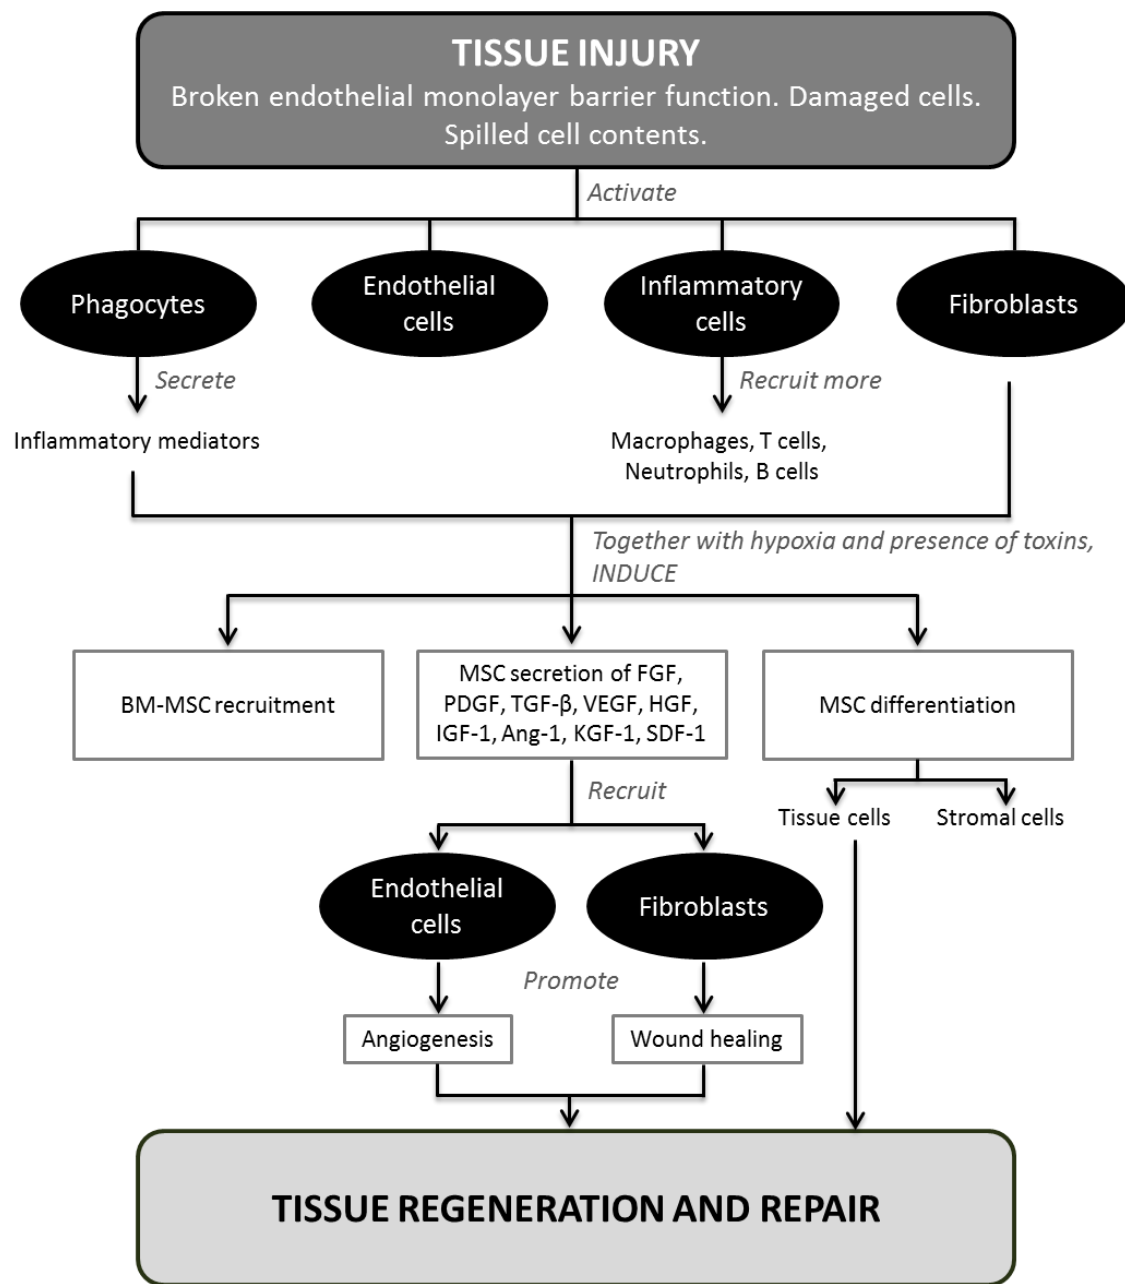 TISSUE INJURY
Broken endothelial monolayer barrier function. Damaged cells.
Spilled cell contents.
Activate
Phagocytes
Endothelial
cells
Inflammatory
cells
Fibroblasts
Secrete
Recruit more
Inflammatory mediators
Macrophages, T cells,
Neutrophils, B cells
Together with hypoxia and presence of toxins,
INDUCE
BM-MSC recruitment
MSC secretion of FGF,
PDGF, TGF-β, VEGF, HGF,
IGF-1, Ang-1, KGF-1, SDF-1
MSC differentiation
Recruit
Tissue cells
Stromal cells
Endothelial
cells
Fibroblasts
Promote
Angiogenesis
Wound healing
TISSUE REGENERATION AND REPAIR